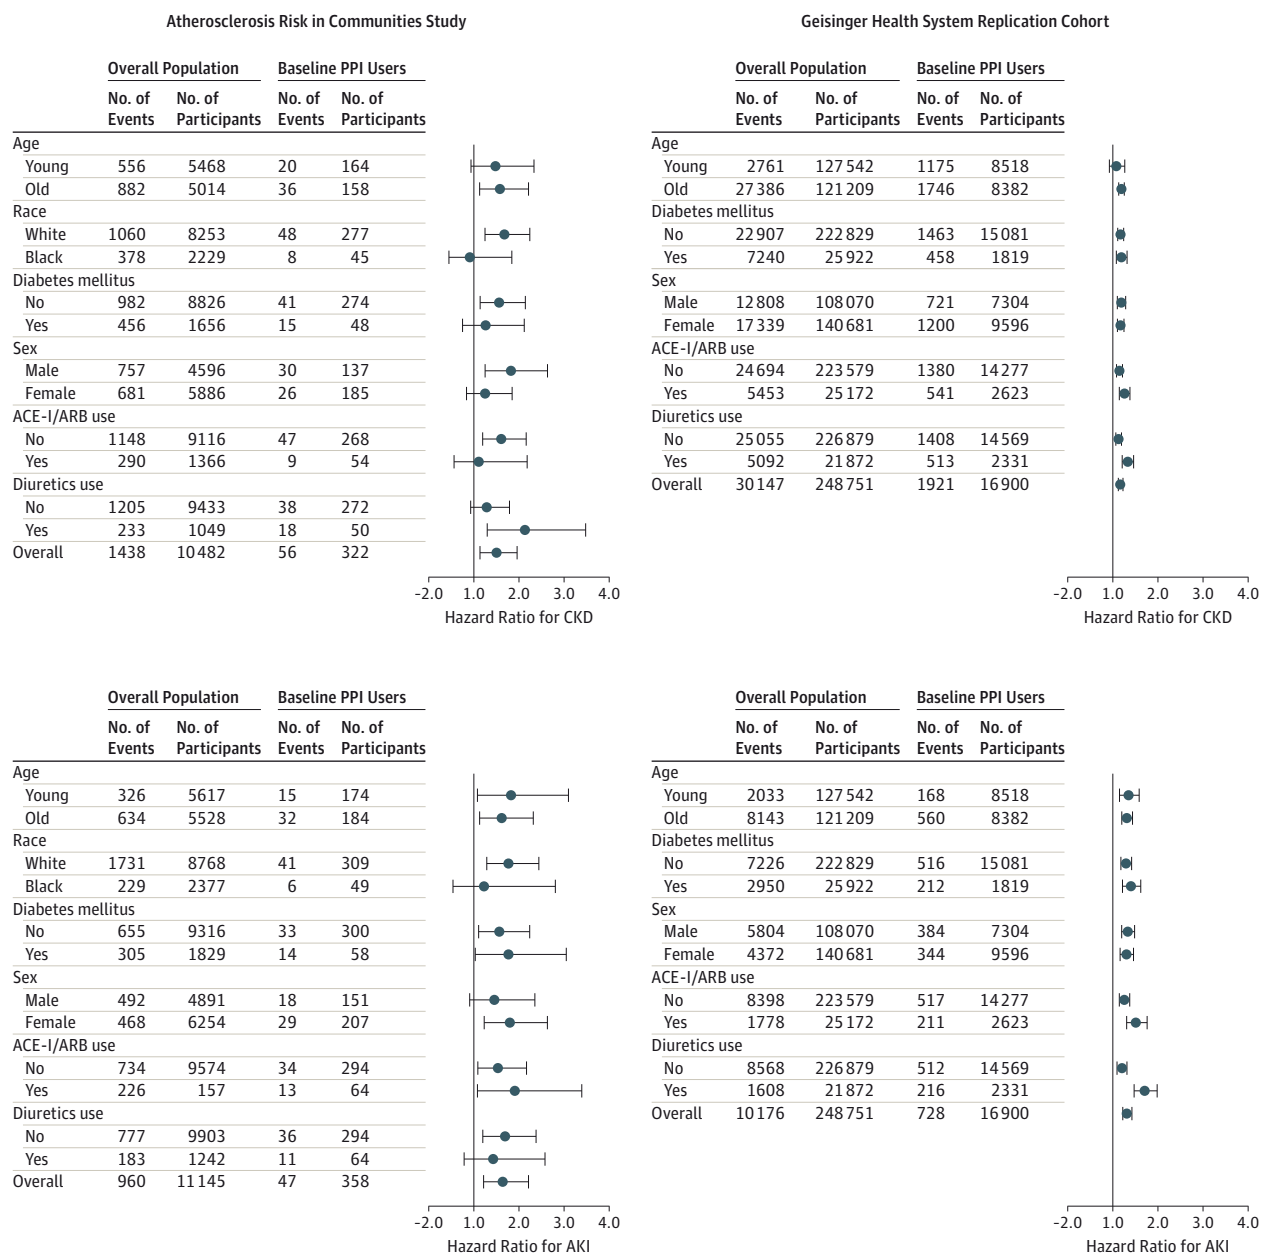 Atherosclerosis Risk in Communities Study
Overall Population Baseline PPI Users
No. of Events No. of Participants No. of Events No. of Participants
Age
Young 556 5468 20 164
Old 882 5014 36 158
Race
White 1060 8253 48 277
Black 378 2229 8 45
Diabetes mellitus
No 982 8826 41 274
Yes 456 1656 15 48
Sex
Male 757 4596 30 137
Female 681 5886 26 185
ACE-I/ARB use
No 1148 9116 47 268
Yes 290 1366 9 54
Diuretics use
No 1205 9433 38 272
Yes 233 1049 18 50
Overall 1438 10482 56 322
-2.0 1.0 2.0 3.0 4.0
Hazard Ratio for CKD
Geisinger Health System Replication Cohort
Overall Population Baseline PPI Users
No. of Events No. of Participants No. of Events No. of Participants
Age
Young 2761 127542 1175 8518
Old 27386 121209 1746 8382
Diabetes mellitus
No 22907 222829 1463 15081
Yes 7240 25922 458 1819
Sex
Male 12808 108070 721 7304
Female 17339 140681 1200 9596
ACE-I/ARB use
No 24694 223579 1380 14277
Yes 5453 25172 541 2623
Diuretics use
No 25055 226879 1408 14569
Yes 5092 21872 513 2331
Overall 30147 248751 1921 16900
-2.0 1.0 2.0 3.0 4.0
Hazard Ratio for CKD
Overall Population Baseline PPI Users
No. of Events No. of Participants No. of Events No. of Participants
Age
Young 326 5617 15 174
Old 634 5528 32 184
Race
White 1731 8768 41 309
Black 229 2377 6 49
Diabetes mellitus
No 655 9316 33 300
Yes 305 1829 14 58
Sex
Male 492 4891 18 151
Female 468 6254 29 207
ACE-I/ARB use
No 734 9574 34 294
Yes 226 157 13 64
Diuretics use
No 777 9903 36 294
Yes 183 1242 11 64
Overall 960 11145 47 358
-2.0 1.0 2.0 3.0 4.0
Hazard Ratio for AKI
Overall Population Baseline PPI Users
No. of Events No. of Participants No. of Events No. of Participants
Age
Young 2033 127542 168 8518
Old 8143 121209 560 8382
Diabetes mellitus
No 7226 222829 516 15081
Yes 2950 25922 212 1819
Sex
Male 5804 108070 384 7304
Female 4372 140681 344 9596
ACE-I/ARB use
No 8398 223579 517 14277
Yes 1778 25172 211 2623
Diuretics use
No 8568 226879 512 14569
Yes 1608 21872 216 2331
Overall 10176 248751 728 16900
-2.0 1.0 2.0 3.0 4.0
Hazard Ratio for AKI